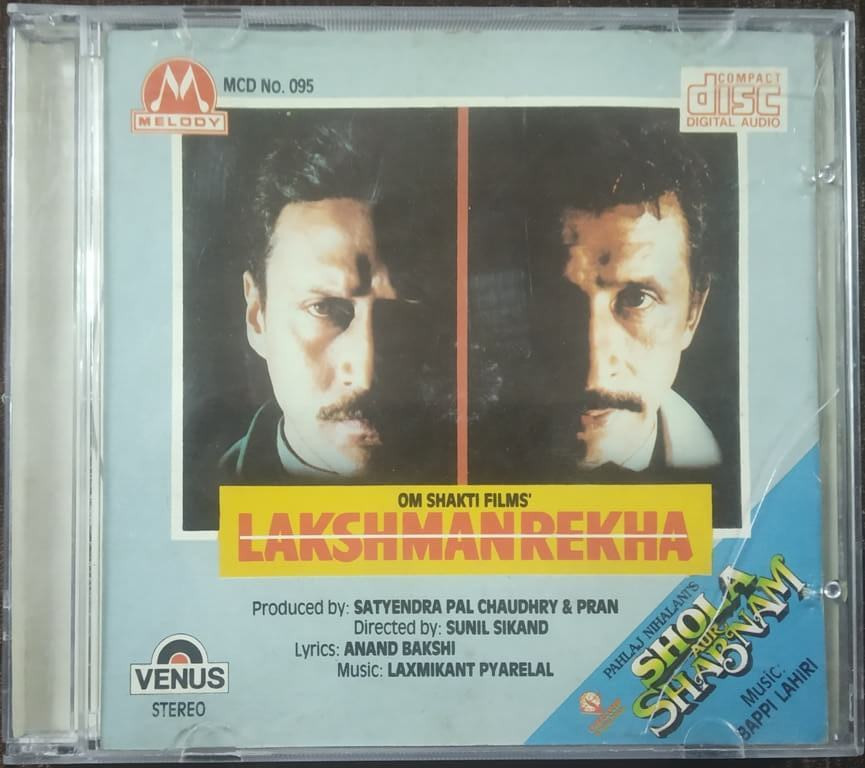 MELODY
MCD No. 095
COMPACT
disc
DIGITAL AUDIO
OM SHAKTI FILMS'
LAKSHMANREKHA
Produced by: SATYENDRA PAL CHAUDHRY & PRAN
Directed by: SUNIL SIKAND
Lyrics: ANAND BAKSHI
Music: LAXMIKANT PYARELAL
VENUS
STEREO
PAHLAJ NIHALANI'S
SHOLA
AUR
SHABNAM
Music:
BAPPI LAHIRI